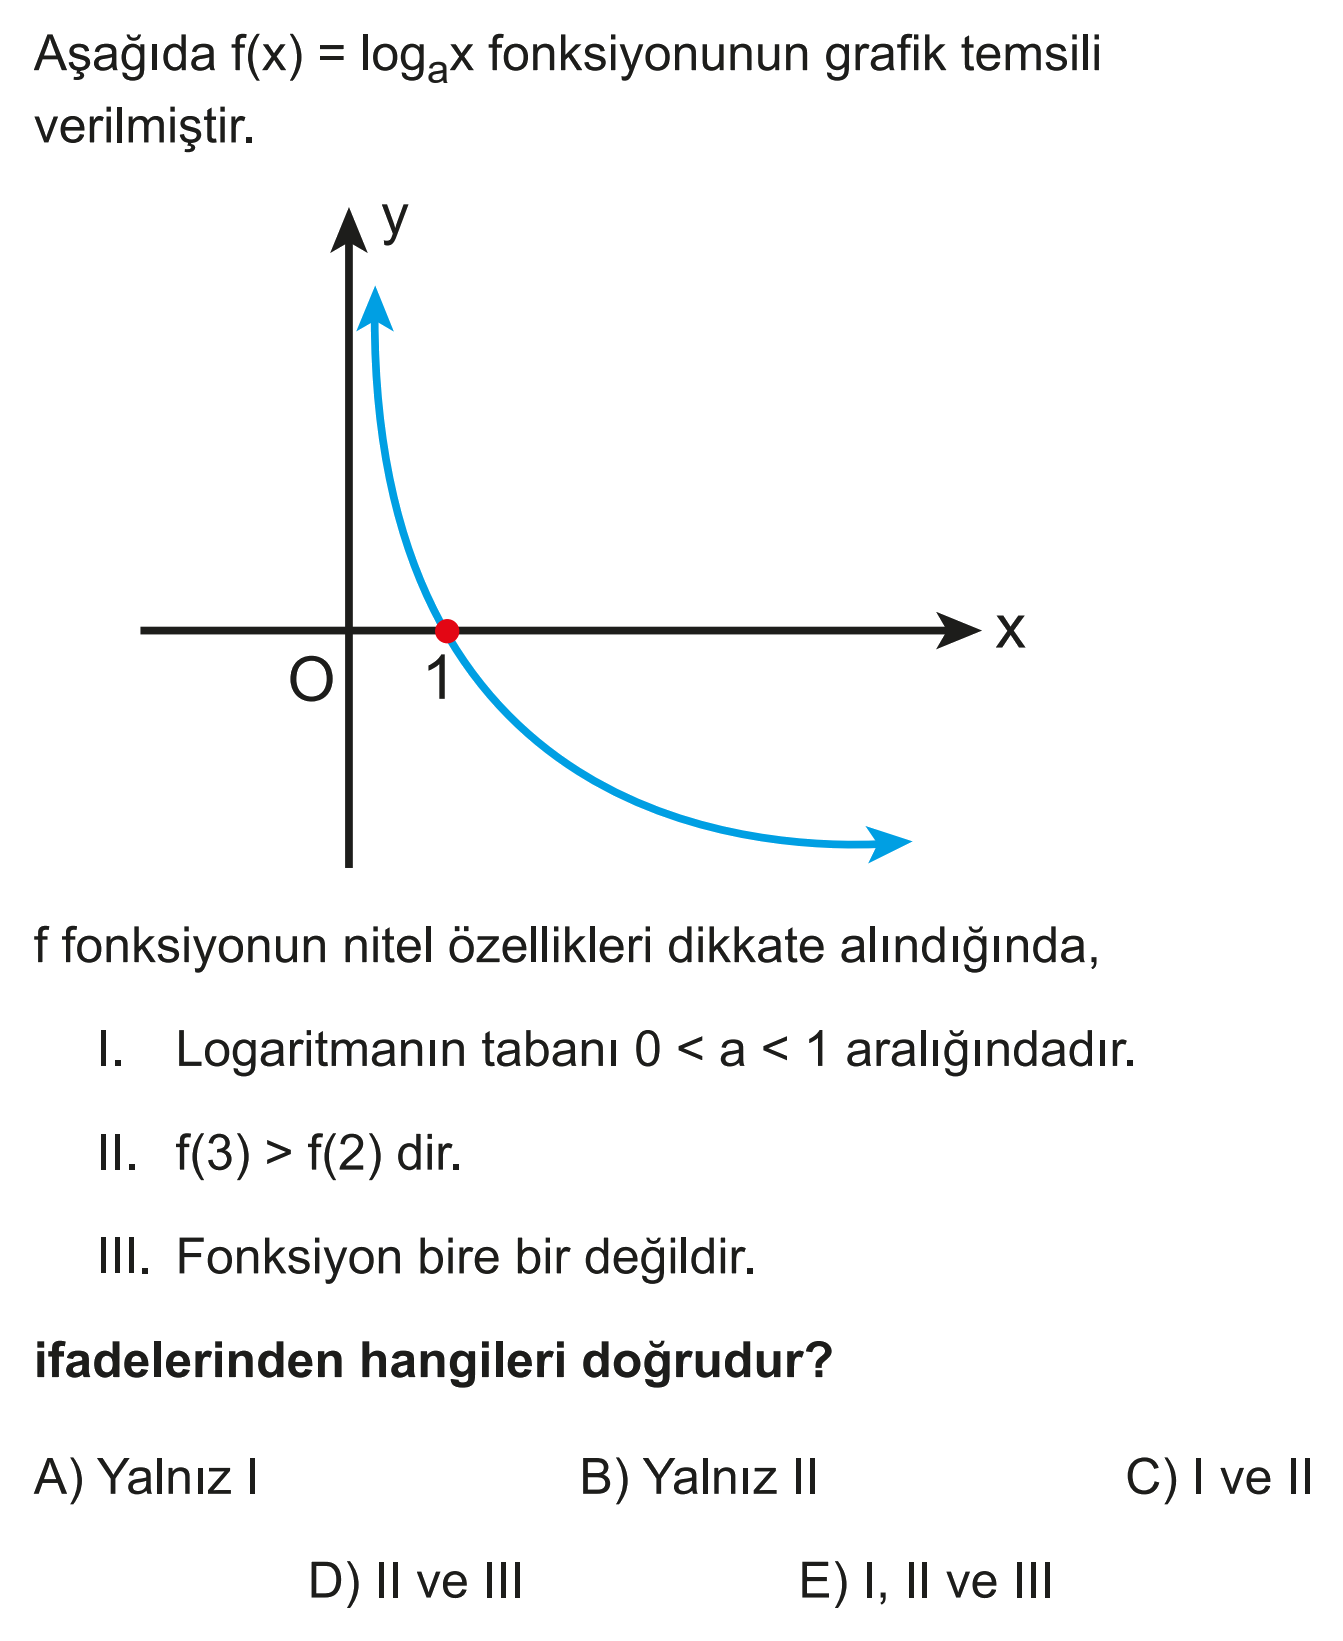 Aşağıda f(x) = logₐx fonksiyonunun grafik temsili
verilmiştir.
y
x
O
1
f fonksiyonun nitel özellikleri dikkate alındığında,
I. Logaritmanın tabanı 0 < a < 1 aralığındadır.
II. f(3) > f(2) dir.
III. Fonksiyon bire bir değildir.
ifadelerinden hangileri doğrudur?
A) Yalnız I B) Yalnız II C) I ve II
D) II ve III E) I, II ve III